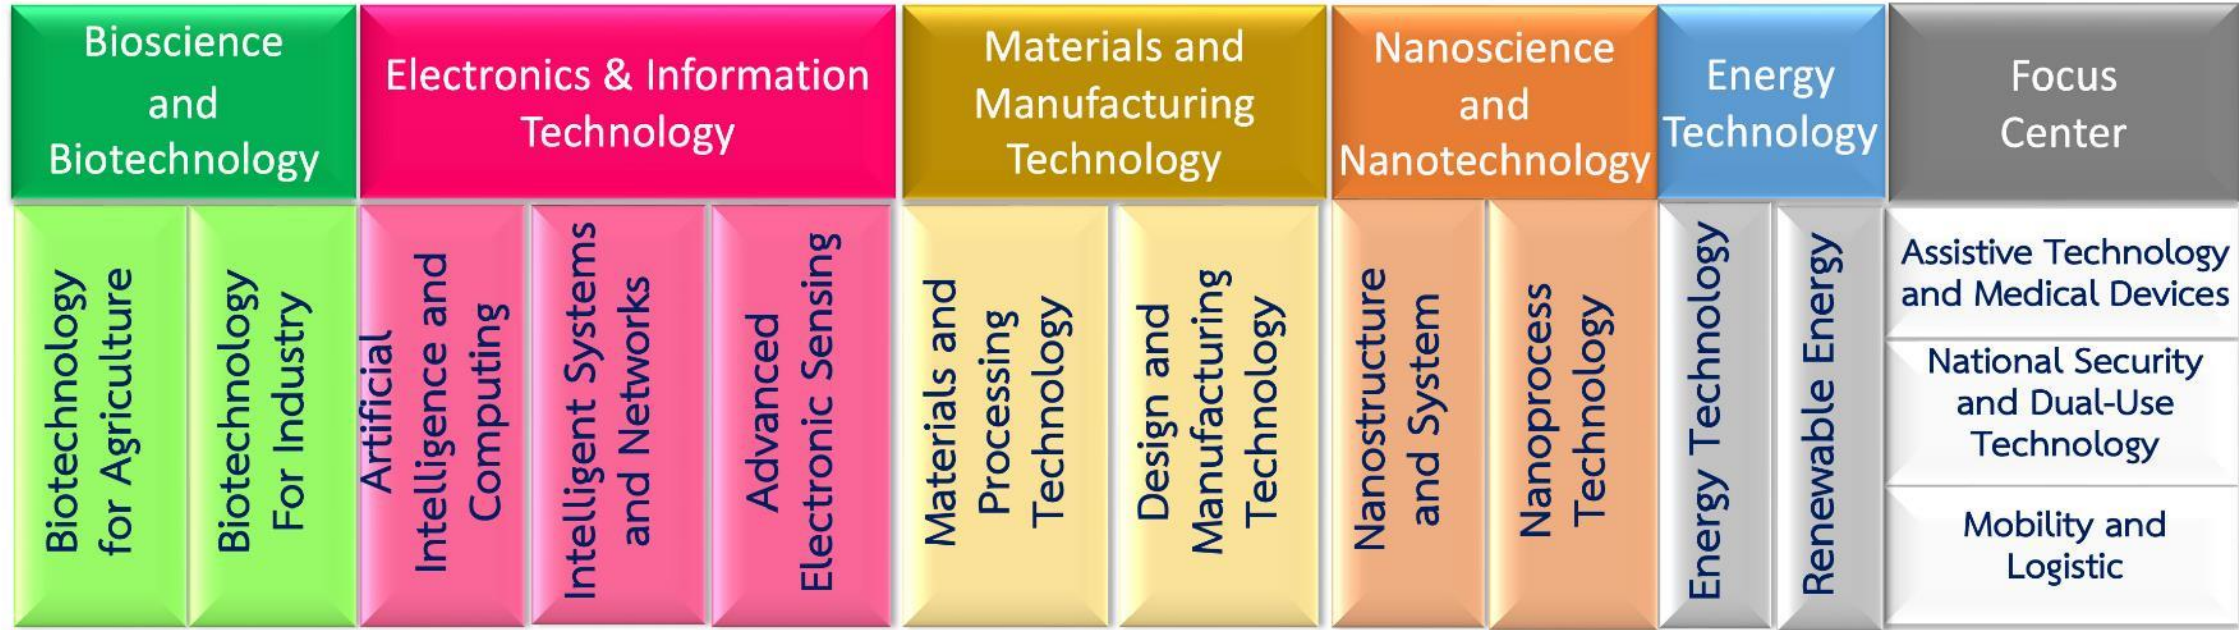 Bioscience
and
Biotechnology
Electronics & Information
Technology
Materials and
Manufacturing
Technology
Nanoscience
and
Nanotechnology
Energy
Technology
Focus
Center
Biotechnology
for Agriculture
Biotechnology
For Industry
Artificial
Intelligence and
Computing
Intelligent Systems
and Networks
Advanced
Electronic Sensing
Materials and
Processing
Technology
Design and
Manufacturing
Technology
Nanostructure
and System
Nanoprocess
Technology
Energy Technology
Renewable Energy
Assistive Technology
and Medical Devices
National Security
and Dual-Use
Technology
Mobility and
Logistic